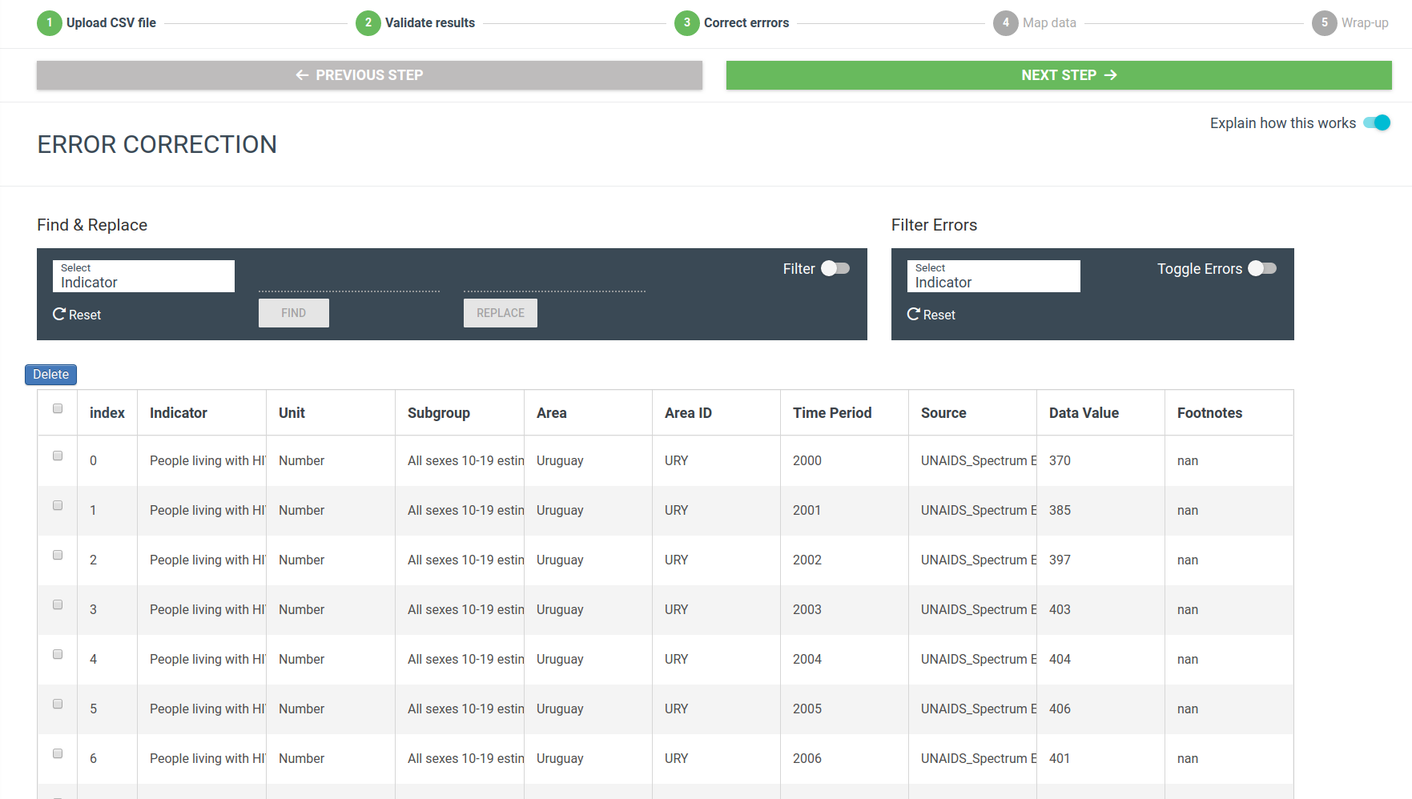 1 Upload CSV file 2 Validate results 3 Correct errrors 4 Map data 5 Wrap-up
PREVIOUS STEP NEXT STEP
Explain how this works
ERROR CORRECTION
Find & Replace Filter Errors
Select Filter Select Toggle Errors
Indicator Indicator
Reset FIND REPLACE Reset
Delete
index Indicator Unit Subgroup Area Area ID Time Period Source Data Value Footnotes
0 People living with HI Number All sexes 10-19 estin Uruguay URY 2000 UNAIDS_Spectrum E 370 nan
1 People living with HI Number All sexes 10-19 estin Uruguay URY 2001 UNAIDS_Spectrum E 385 nan
2 People living with HI Number All sexes 10-19 estin Uruguay URY 2002 UNAIDS_Spectrum E 397 nan
3 People living with HI Number All sexes 10-19 estin Uruguay URY 2003 UNAIDS_Spectrum E 403 nan
4 People living with HI Number All sexes 10-19 estin Uruguay URY 2004 UNAIDS_Spectrum E 404 nan
5 People living with HI Number All sexes 10-19 estin Uruguay URY 2005 UNAIDS_Spectrum E 406 nan
6 People living with HI Number All sexes 10-19 estin Uruguay URY 2006 UNAIDS_Spectrum E 401 nan